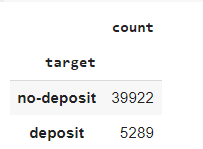 count
target
no-deposit 39922
deposit 5289